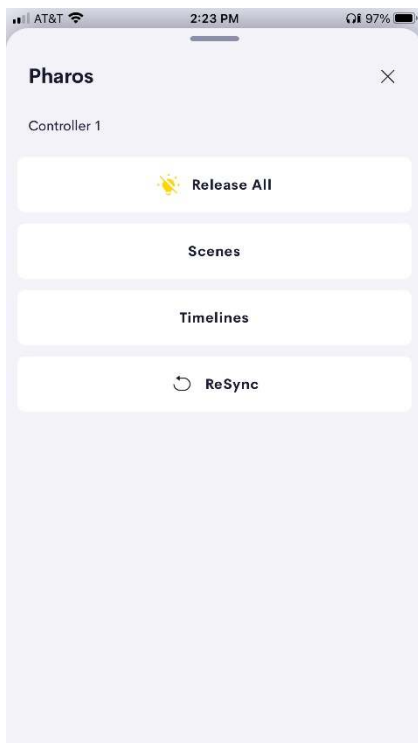 AT&T 2:23 PM 97%
Pharos
Controller 1
Release All
Scenes
Timelines
ReSync